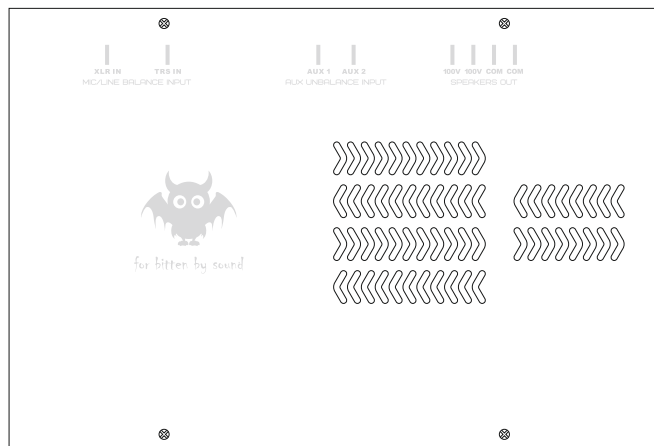 XLR IN TRS IN
MIC/LINE BALANCE INPUT
AUX 1 AUX 2
AUX UNBALANCE INPUT
100V 100V COM COM
SPEAKERS OUT
for bitten by sound